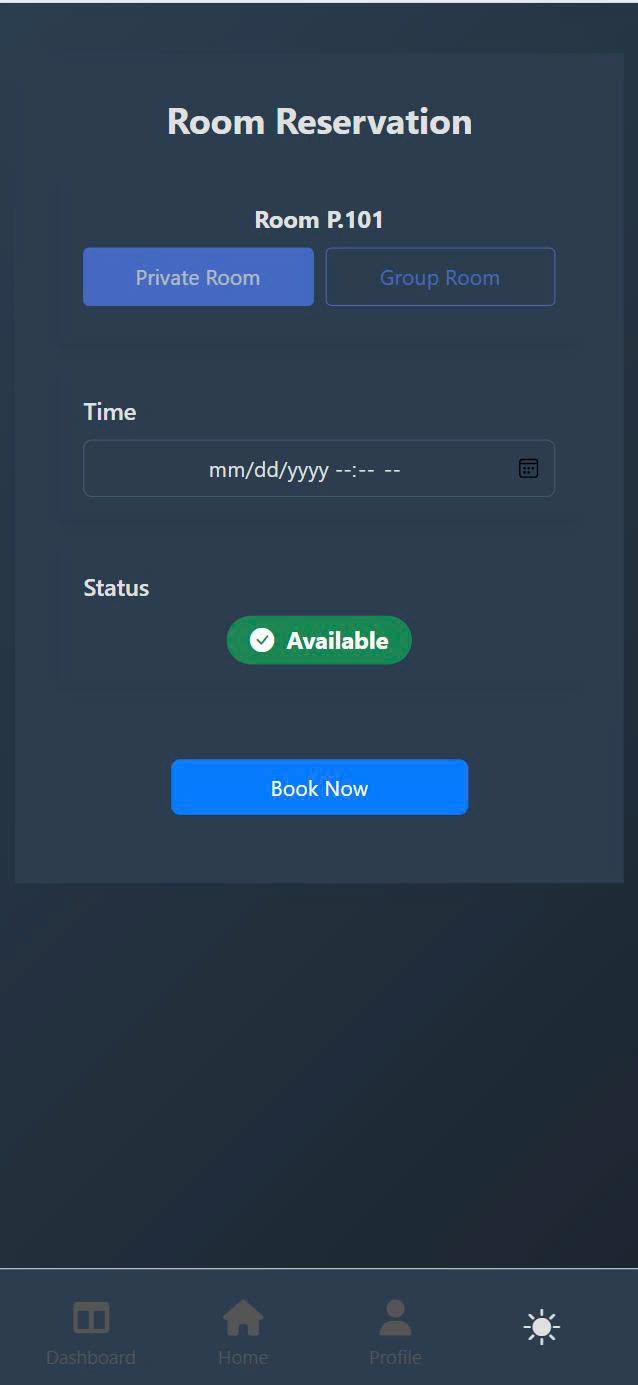 Room Reservation
Room P.101
Private Room Group Room
Time
mm/dd/yyyy --:-- --
Status
Available
Book Now
Dashboard Home Profile